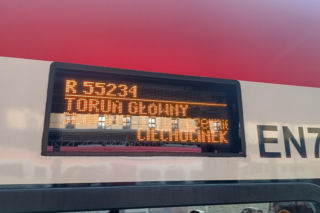 R 55234
TORUŃ GŁÓWNY
CIECHOCINEK
EN7